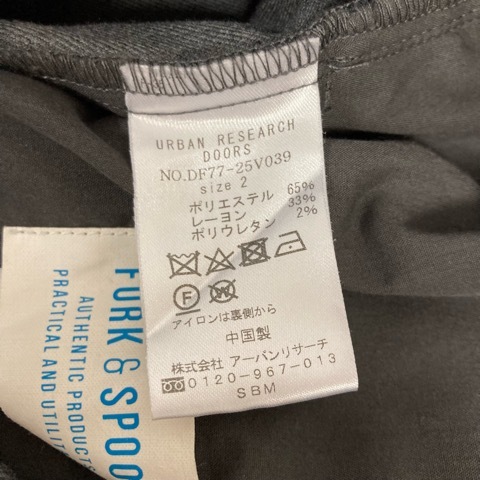 URBAN RESEARCH
DOORS
NO.DF77-25V039
size 2
ポリエステル 65%
レーヨン 33%
ポリウレタン 2%
F W
アイロンは裏側から
中国製
株式会社 アーバンリサーチ
0120-967-013
SBM
FORK & SPOO
AUTHENTIC PRODUCTS
PRACTICAL AND UTILIT